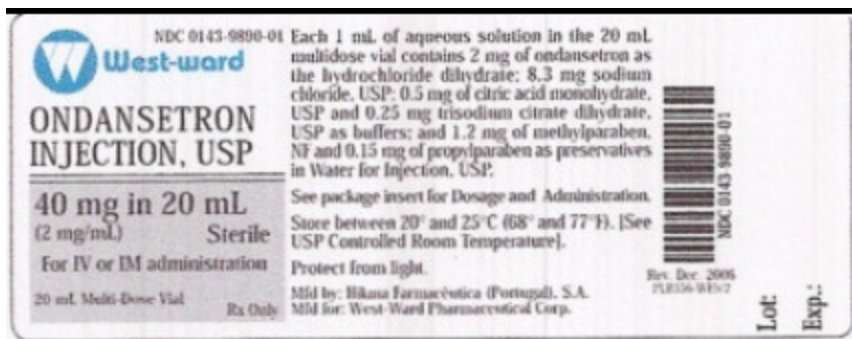 NDC 0143-9890-01
West-ward
ONDANSETRON
INJECTION, USP
40 mg in 20 mL
(2 mg/mL) Sterile
For IV or IM administration
20 mL Multi-Dose Vial Rx Only
Each 1 mL of aqueous solution in the 20 mL
multidose vial contains 2 mg of ondansetron as
the hydrochloride dihydrate; 8.3 mg sodium
chloride, USP; 0.5 mg of citric acid monohydrate,
USP and 0.25 mg trisodium citrate dihydrate,
USP as buffers; and 1.2 mg of methylparaben,
NF and 0.15 mg of propylparaben as preservatives
in Water for Injection, USP.
See package insert for Dosage and Administration.
Store between 20° and 25°C (68° and 77°F). [See
USP Controlled Room Temperature].
Protect from light.
Mfd by: Hikma Farmacêutica (Portugal), S.A.
Mfd for: West-Ward Pharmaceutical Corp.
NDC 0143-9890-01
Rev. Dec. 2006
Lot:
Exp.: